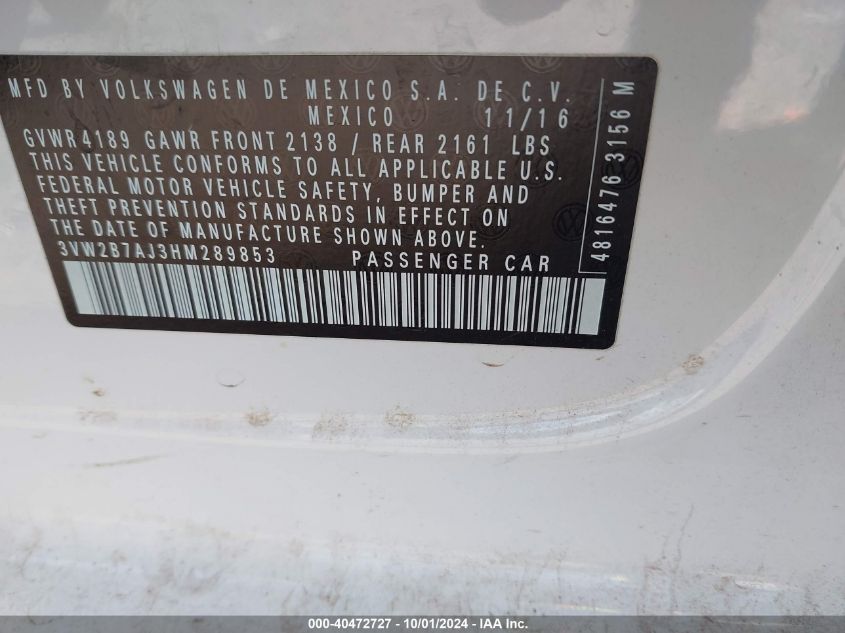 MFD BY VOLKSWAGEN DE MEXICO S.A. DE C.V.
MEXICO 11/16
GVWR4189 GAWR FRONT 2138 / REAR 2161 LBS
THIS VEHICLE CONFORMS TO ALL APPLICABLE U.S.
FEDERAL MOTOR VEHICLE SAFETY, BUMPER AND
THEFT PREVENTION STANDARDS IN EFFECT ON
THE DATE OF MANUFACTURE SHOWN ABOVE.
3VW2B7AJ3HM289853 PASSENGER CAR
4816476 3156 M
000-40472727 - 10/01/2024 - IAA Inc.